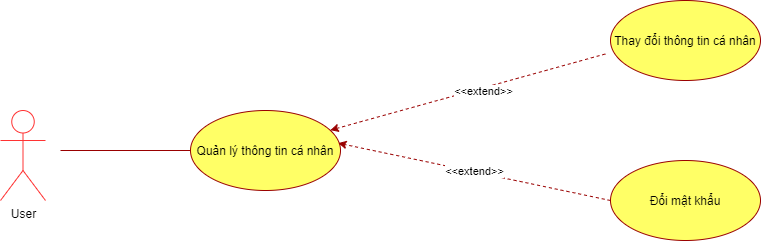 Thay đổi thông tin cá nhân
<<extend>>
Quản lý thông tin cá nhân
<<extend>>
Đổi mật khẩu
User